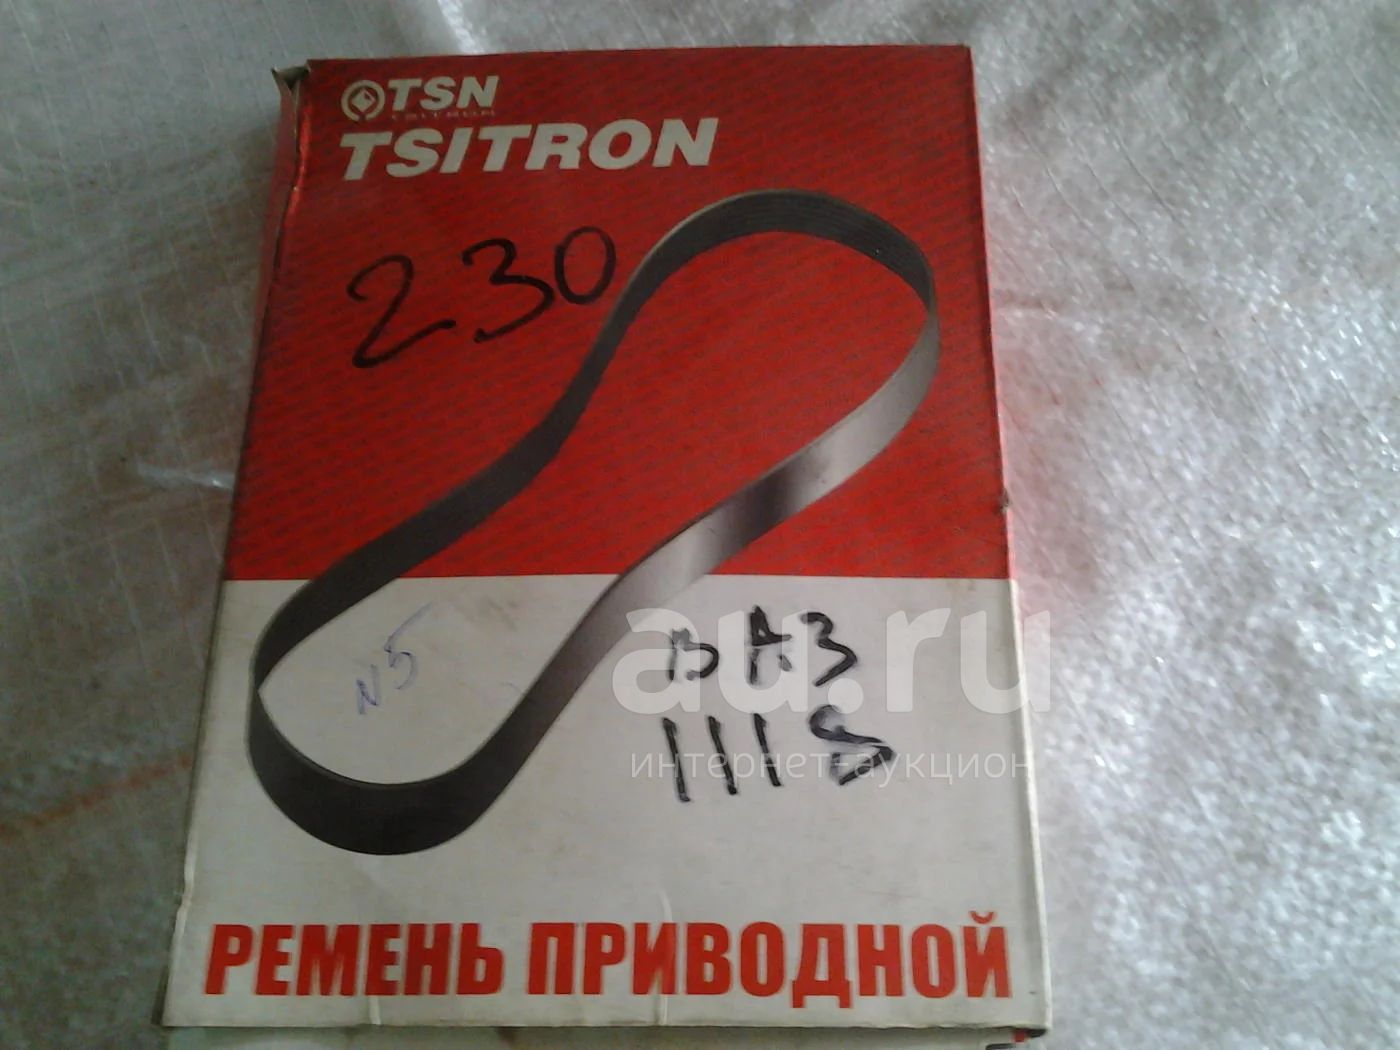 TSN
TSITRON
TSITRON
230
N5
ВАЗ
1118
au.ru
интернет-аукцион
РЕМЕНЬ ПРИВОДНОЙ